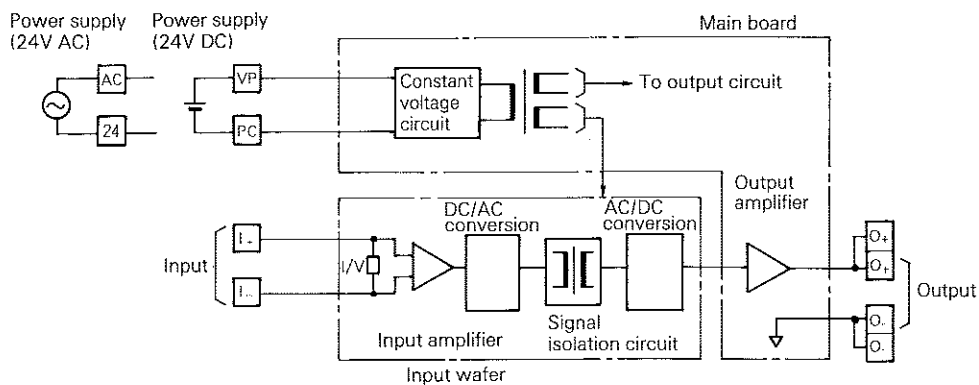 Power supply
(24V AC)
Power supply
(24V DC)
Main board
AC
24
VP
PC
Constant
voltage
circuit
To output circuit
Output
amplifier
DC/AC
conversion
AC/DC
conversion
Input
I+
I-
I/V
O+
O+
O-
O-
Output
Input amplifier
Signal
isolation circuit
Input wafer